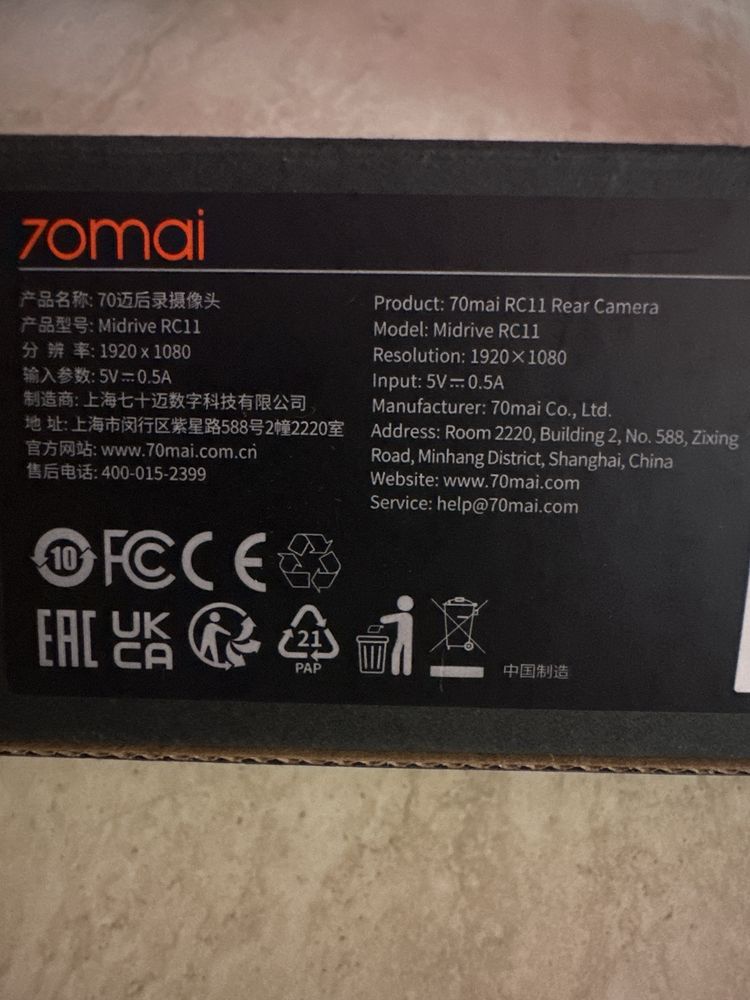 70mai
产品名称: 70迈后录摄像头
产品型号: Midrive RC11
分 辨 率: 1920 x 1080
输入参数: 5V⎓0.5A
制造商: 上海七十迈数字科技有限公司
地 址: 上海市闵行区紫星路588号2幢2220室
官方网站: www.70mai.com.cn
售后电话: 400-015-2399
Product: 70mai RC11 Rear Camera
Model: Midrive RC11
Resolution: 1920×1080
Input: 5V⎓0.5A
Manufacturer: 70mai Co., Ltd.
Address: Room 2220, Building 2, No. 588, Zixing
Road, Minhang District, Shanghai, China
Website: www.70mai.com
Service: help@70mai.com
10 FC CE
EAC UK
CA
21
PAP
中国制造